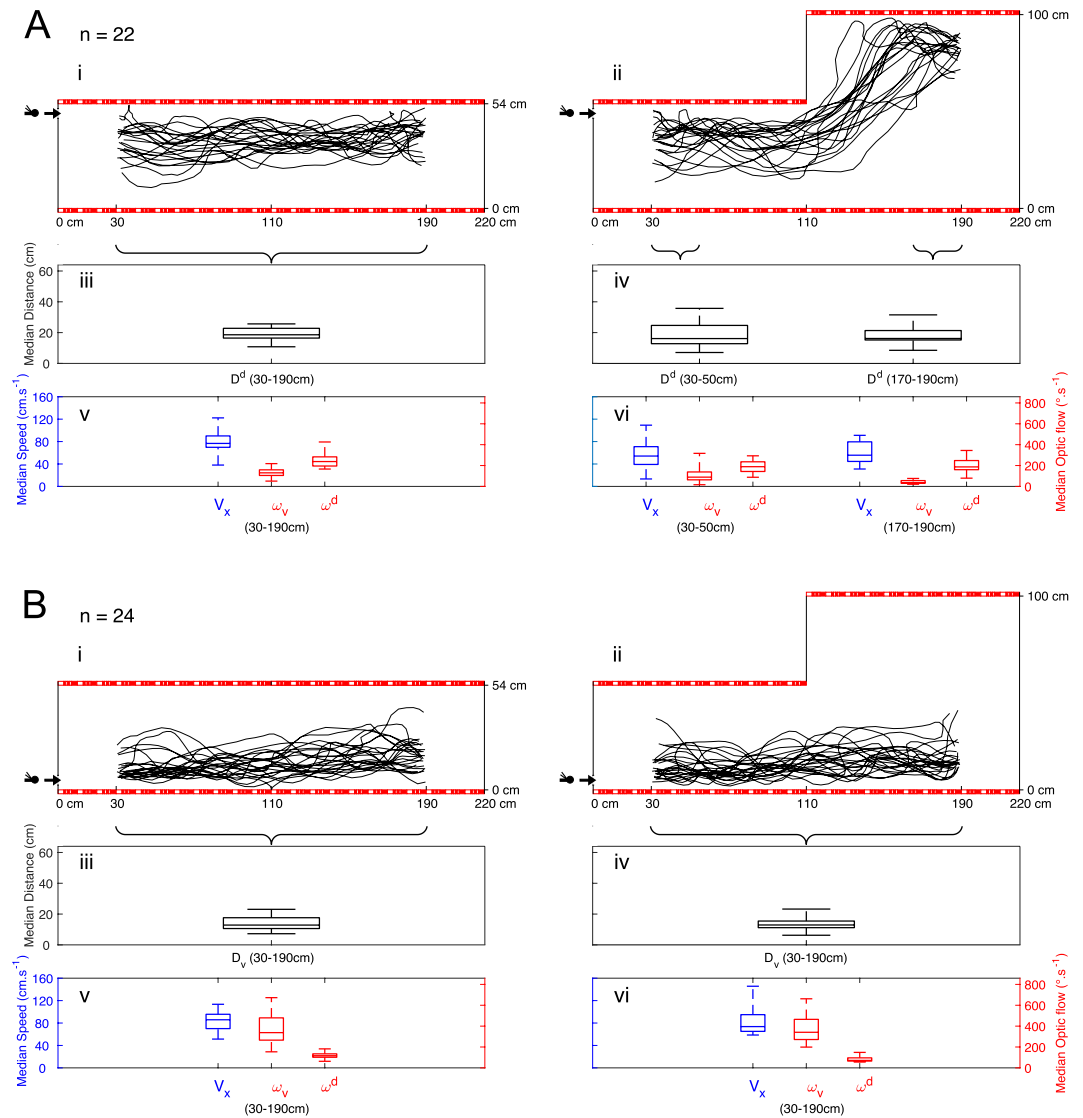 A
n = 22
i
54 cm
0 cm
0 cm 30 110 190 220 cm
ii
100 cm
0 cm
0 cm 30 110 190 220 cm
Median Distance (cm)
60
40
20
0
iii
D^d (30-190cm)
iv
D^d (30-50cm) D^d (170-190cm)
Median Speed (cm.s⁻¹)
160
120
80
40
0
v
V_x ω_v ω^d
(30-190cm)
vi
V_x ω_v ω^d V_x ω_v ω^d
(30-50cm) (170-190cm)
800
600
400
200
0
Median Optic flow (°.s⁻¹)
B
n = 24
i
54 cm
0 cm
0 cm 30 110 190 220 cm
ii
100 cm
0 cm
0 cm 30 110 190 220 cm
Median Distance (cm)
60
40
20
0
iii
D_v (30-190cm)
iv
D_v (30-190cm)
Median Speed (cm.s⁻¹)
160
120
80
40
0
v
V_x ω_v ω^d
(30-190cm)
vi
V_x ω_v ω^d
(30-190cm)
800
600
400
200
0
Median Optic flow (°.s⁻¹)